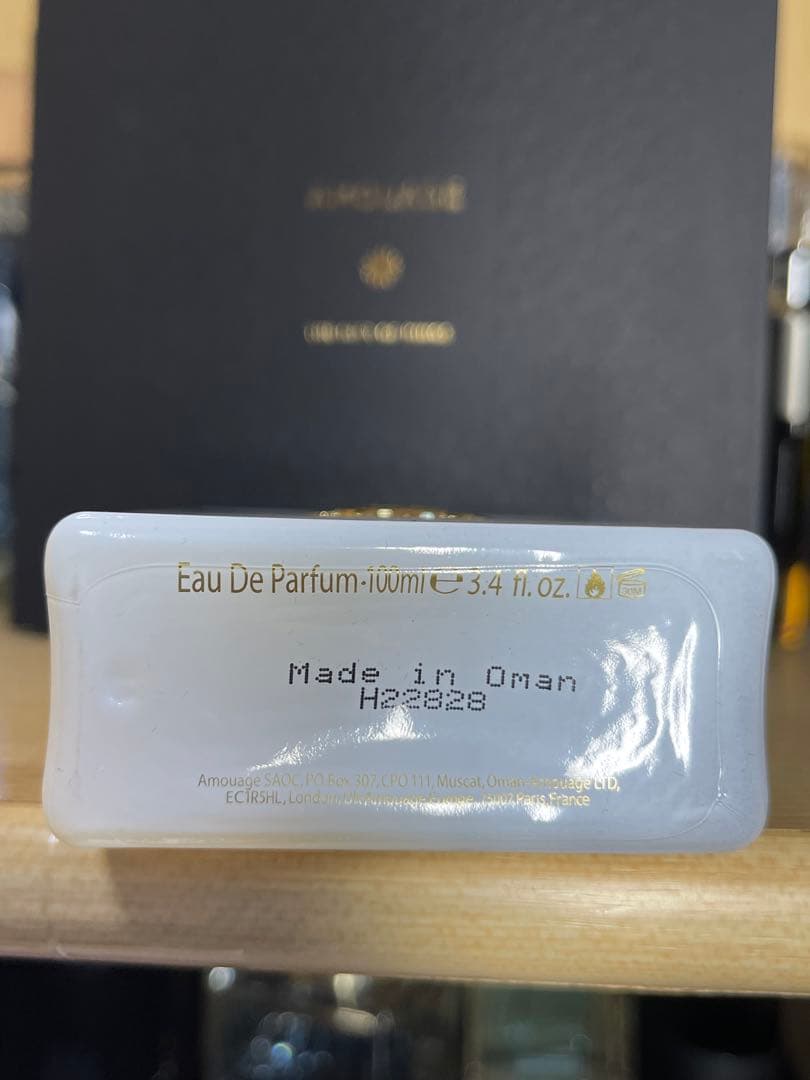 AMOUAGE
Eau De Parfum·100ml ℮ 3.4 fl. oz.
30M
Made in Oman
H22828
Amouage SAOC, PO Box 307, CPO 111, Muscat, Oman-Amouage LTD,
EC1R5HL, London, UK Amouage Europe, 75007 Paris, France